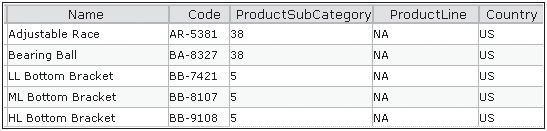 Name Code ProductSubCategory ProductLine Country
Adjustable Race AR-5381 38 NA US
Bearing Ball BA-8327 38 NA US
LL Bottom Bracket BB-7421 5 NA US
ML Bottom Bracket BB-8107 5 NA US
HL Bottom Bracket BB-9108 5 NA US